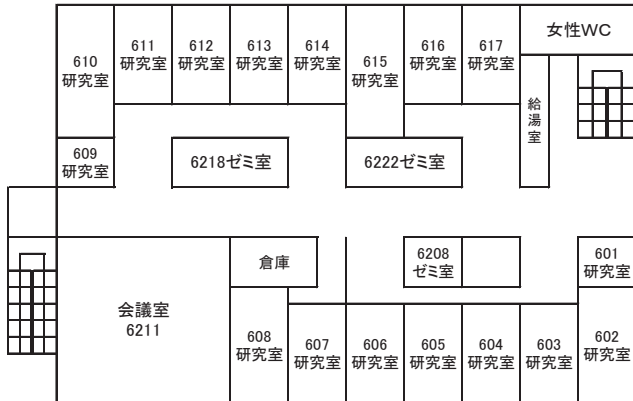 女性WC
610
研究室
611
研究室
612
研究室
613
研究室
614
研究室
615
研究室
616
研究室
617
研究室
給
湯
室
609
研究室
6218ゼミ室
6222ゼミ室
倉庫
6208
ゼミ室
601
研究室
会議室
6211
608
研究室
607
研究室
606
研究室
605
研究室
604
研究室
603
研究室
602
研究室